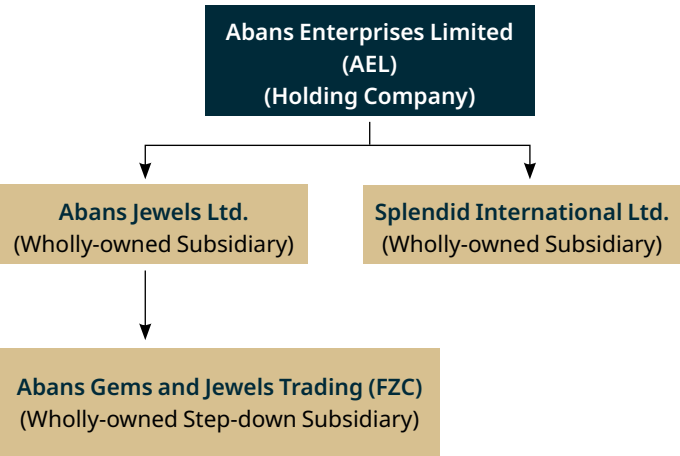 Abans Enterprises Limited
(AEL)
(Holding Company)
Abans Jewels Ltd.
(Wholly-owned Subsidiary)
Splendid International Ltd.
(Wholly-owned Subsidiary)
Abans Gems and Jewels Trading (FZC)
(Wholly-owned Step-down Subsidiary)